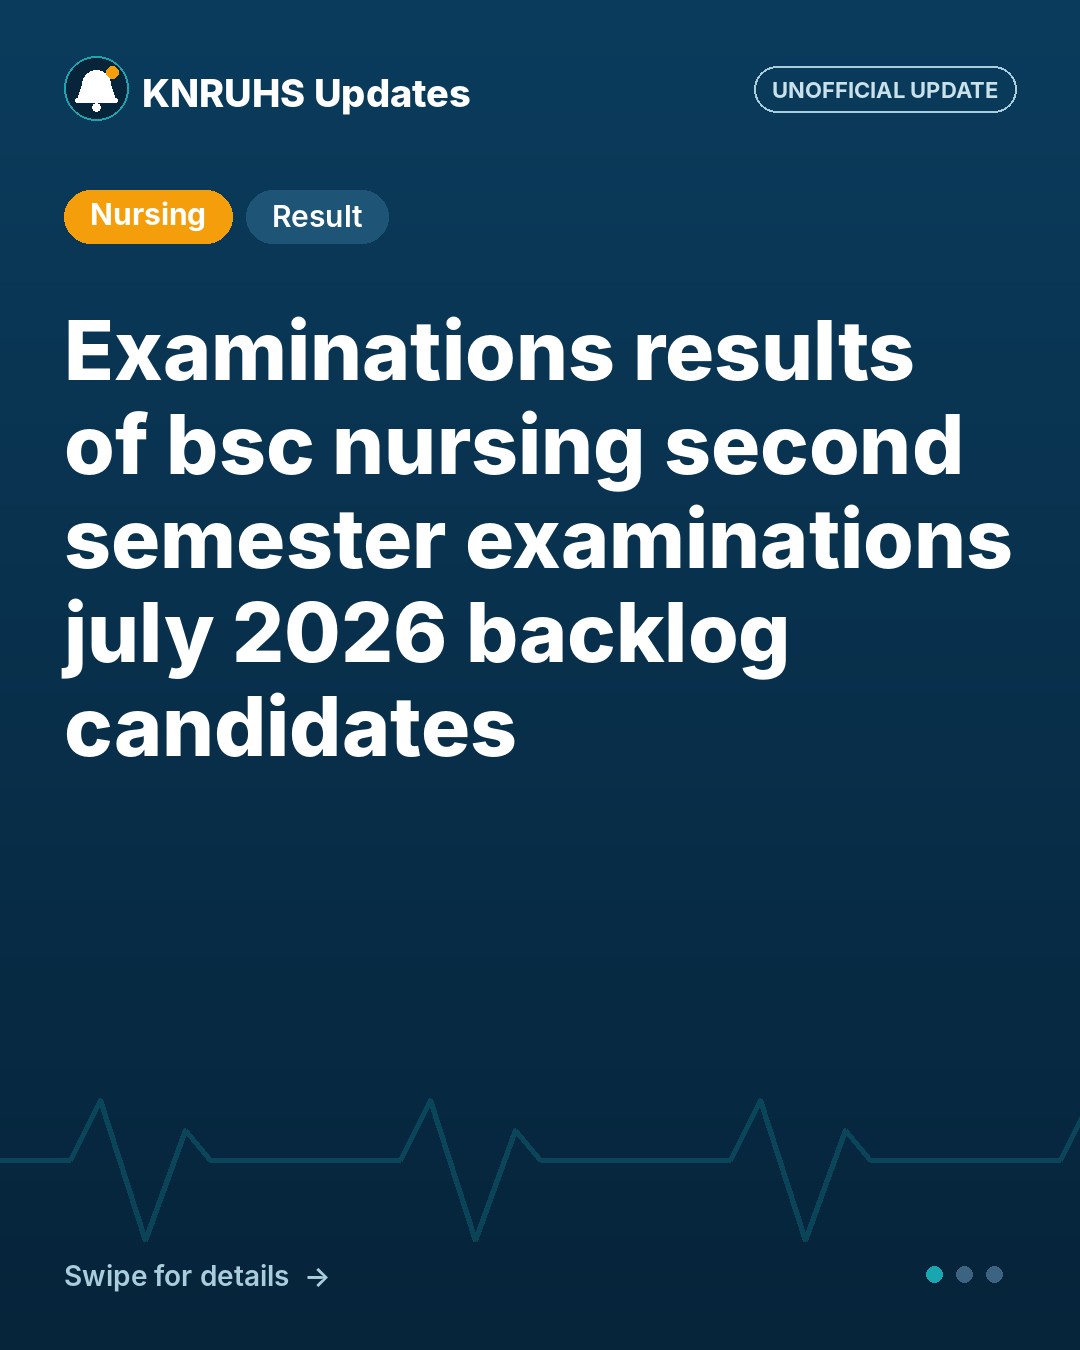 KNRUHS Updates
UNOFFICIAL UPDATE
Nursing
Result
Examinations results
of bsc nursing second
semester examinations
july 2026 backlog
candidates
Swipe for details →